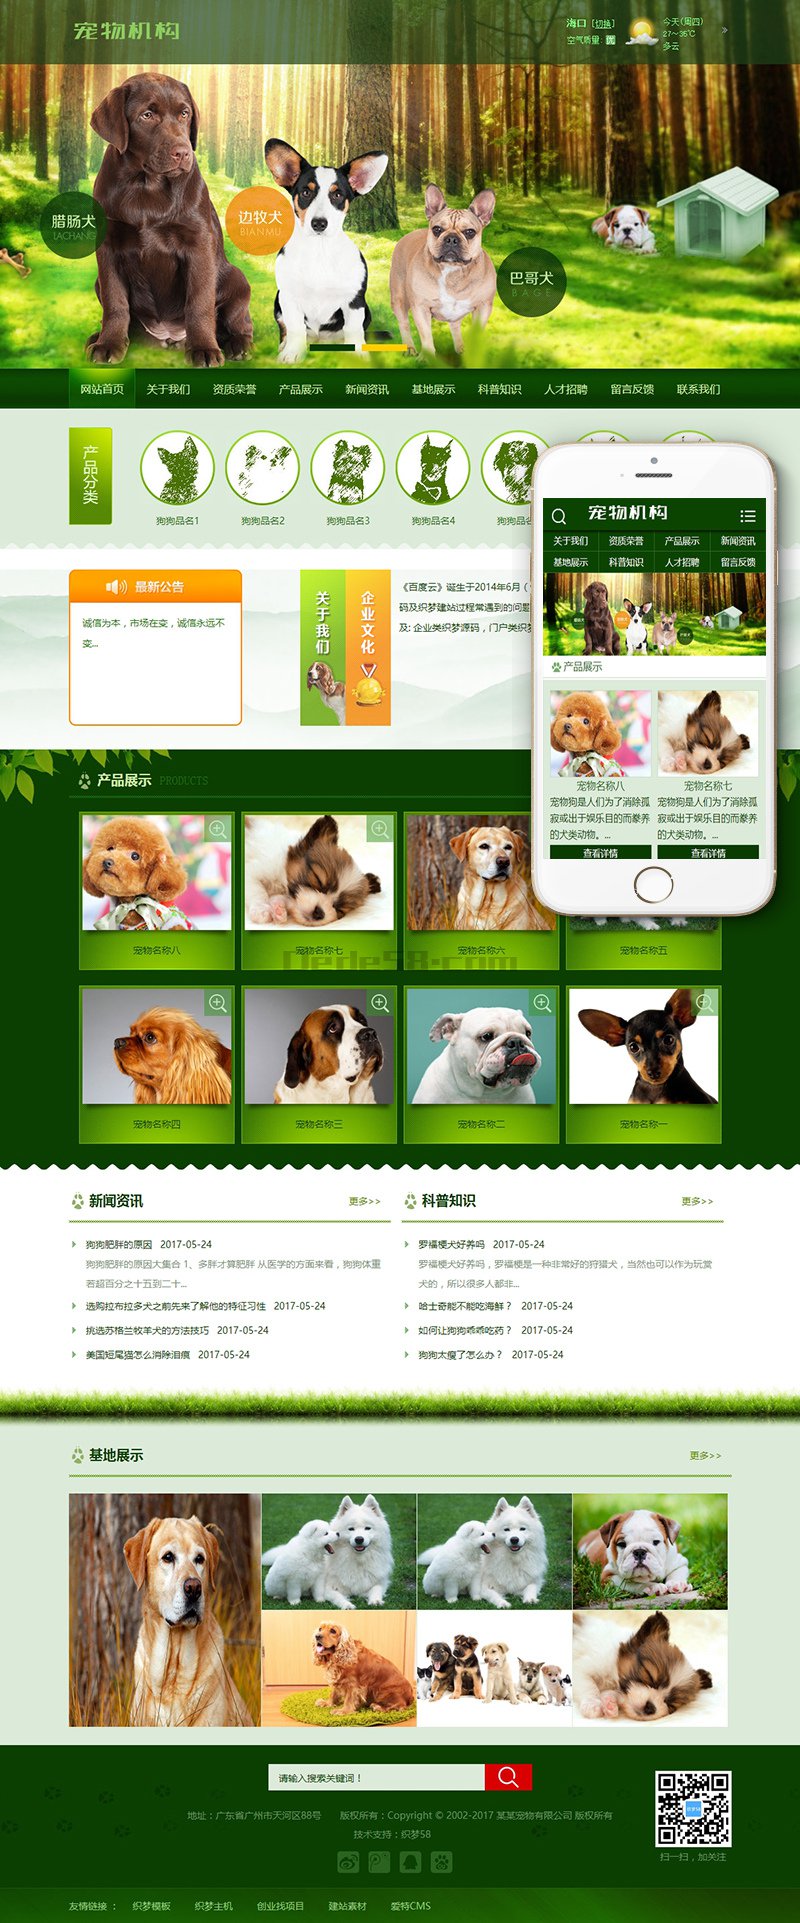 宠物机构
海口 [切换]
空气质量: 优
今天(周四)
27～35℃
多云
»
腊肠犬
TACHANG
边牧犬
BIANMU
巴哥犬
BAGE
网站首页 关于我们 资质荣誉 产品展示 新闻资讯 基地展示 科普知识 人才招聘 留言反馈 联系我们
产品分类
狗狗品名1 狗狗品名2 狗狗品名3 狗狗品名4 狗狗品名
最新公告
诚信为本，市场在变，诚信永远不
变...
关于我们
企业文化
《百度云》诞生于2014年6月
码及织梦建站过程常遇到的问题
及: 企业类织梦源码，门户类织梦
宠物机构
关于我们 资质荣誉 产品展示 新闻资讯
基地展示 科普知识 人才招聘 留言反馈
腊肠犬
边牧犬
巴哥犬
产品展示
宠物名称八 宠物名称七
宠物狗是人们为了消除孤
寂或出于娱乐目的而豢养
的犬类动物。...
查看详情
宠物狗是人们为了消除孤
寂或出于娱乐目的而豢养
的犬类动物。...
查看详情
产品展示 PRODUCTS
宠物名称八 宠物名称七 宠物名称六 宠物名称五
Dede58.com
宠物名称四 宠物名称三 宠物名称二 宠物名称一
新闻资讯 更多>>
狗狗肥胖的原因 2017-05-24
狗狗肥胖的原因大集合 1、多胖才算肥胖 从医学的方面来看，狗狗体重
若超百分之十五到二十...
选购拉布拉多犬之前先来了解他的特征习性 2017-05-24
挑选苏格兰牧羊犬的方法技巧 2017-05-24
美国短尾猫怎么消除泪痕 2017-05-24
科普知识 更多>>
罗福梗犬好养吗 2017-05-24
罗福梗犬好养吗，罗福梗是一种非常好的狩猎犬，当然也可以作为玩赏
犬的，所以很多人都非...
哈士奇能不能吃海鲜？ 2017-05-24
如何让狗狗乖乖吃药？ 2017-05-24
狗狗太瘦了怎么办？ 2017-05-24
基地展示 更多>>
请输入搜索关键词！
地址：广东省广州市天河区88号 版权所有：Copyright © 2002-2017 某某宠物有限公司 版权所有
技术支持：织梦58
扫一扫，加关注
友情链接 ： 织梦模板 织梦主机 创业找项目 建站素材 爱特CMS